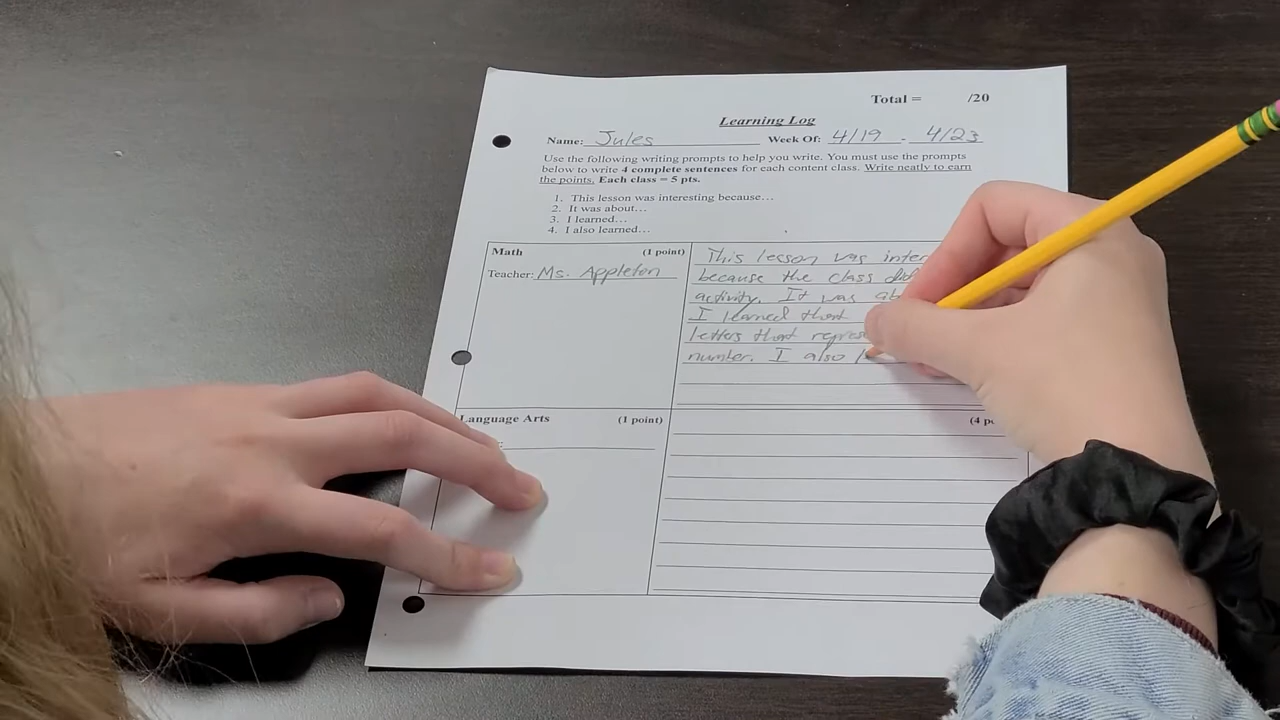 Total = /20
Learning Log
Name: Jules Week Of: 4/19 - 4/23
Use the following writing prompts to help you write. You must use the prompts
below to write 4 complete sentences for each content class. Write neatly to earn
the points. Each class = 5 pts.
1. This lesson was interesting because…
2. It was about…
3. I learned…
4. I also learned…
Math (1 point)
Teacher: Ms. Appleton
This lesson was
because the class did
activity. It was
I learned that
letters that
number. I also
Language Arts (1 point)
(4